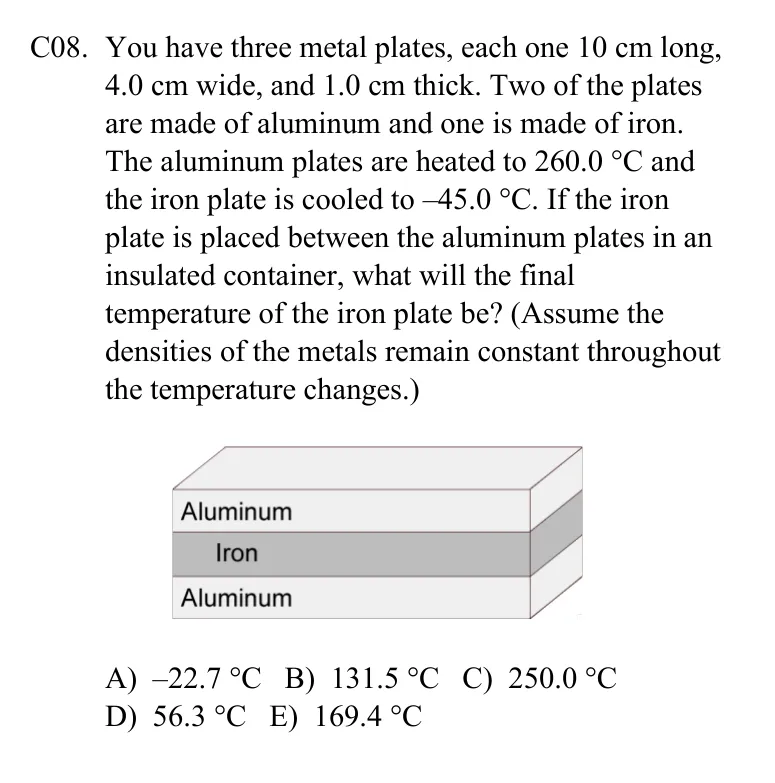 C08. You have three metal plates, each one 10 cm long,
4.0 cm wide, and 1.0 cm thick. Two of the plates
are made of aluminum and one is made of iron.
The aluminum plates are heated to 260.0 °C and
the iron plate is cooled to –45.0 °C. If the iron
plate is placed between the aluminum plates in an
insulated container, what will the final
temperature of the iron plate be? (Assume the
densities of the metals remain constant throughout
the temperature changes.)
Aluminum
Iron
Aluminum
A) –22.7 °C B) 131.5 °C C) 250.0 °C
D) 56.3 °C E) 169.4 °C